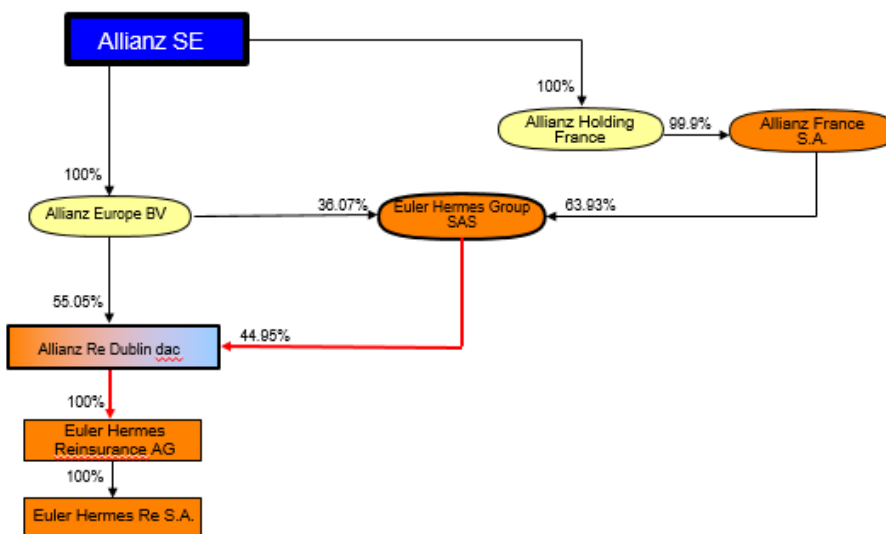 Allianz SE
100%
Allianz Holding
France
99.9%
Allianz France
S.A.
100%
Allianz Europe BV
36.07%
Euler Hermes Group
SAS
63.93%
55.05%
44.95%
Allianz Re Dublin dac
100%
Euler Hermes
Reinsurance AG
100%
Euler Hermes Re S.A.